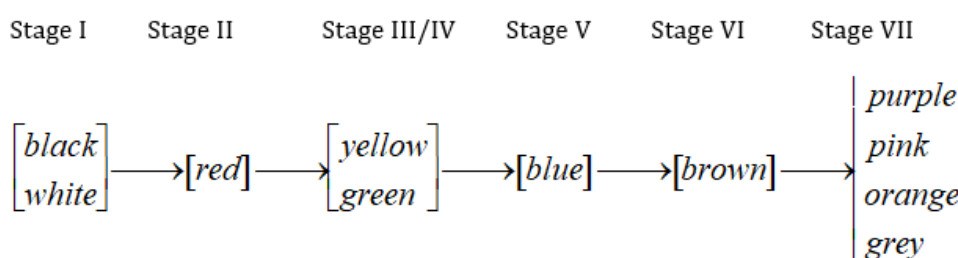 Stage I Stage II Stage III/IV Stage V Stage VI Stage VII
[black white] → [red] → [yellow green] → [blue] → [brown] → | purple pink orange grey